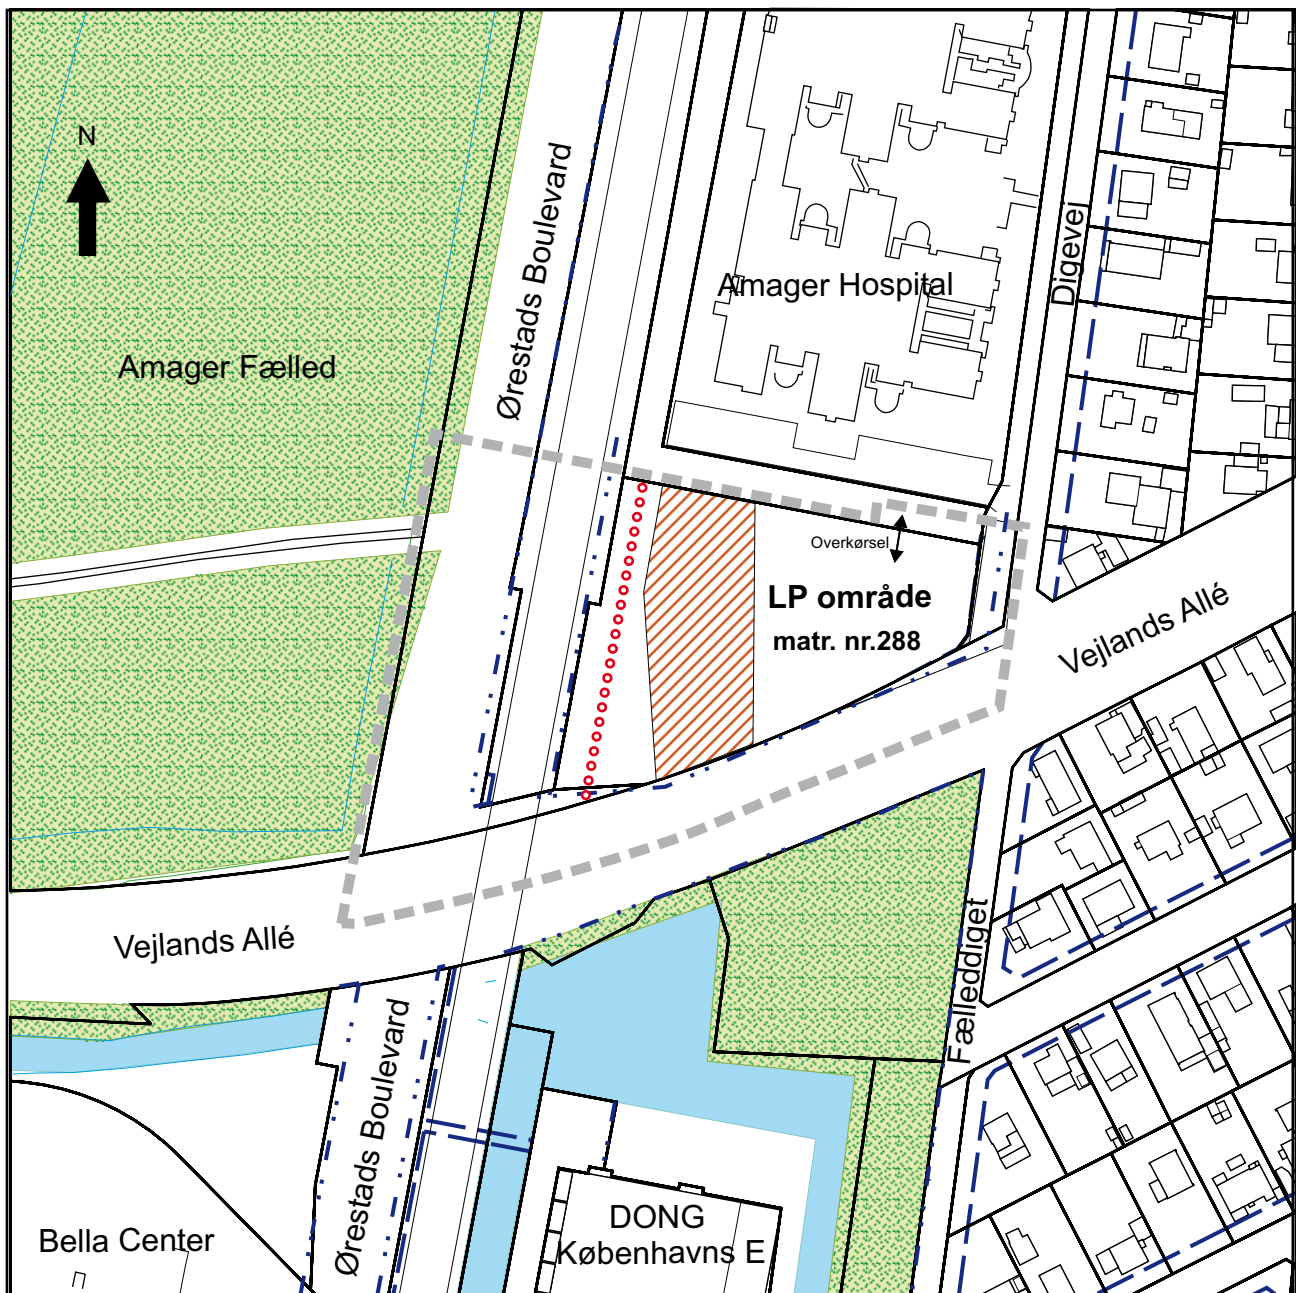 N
Ørestads Boulevard
Digevej
Amager Hospital
Amager Fælled
Overkørsel
LP område
matr. nr.288
Vejlands Allé
Vejlands Allé
Fælleddiget
Ørestads Boulevard
DONG
Københavns E
Bella Center